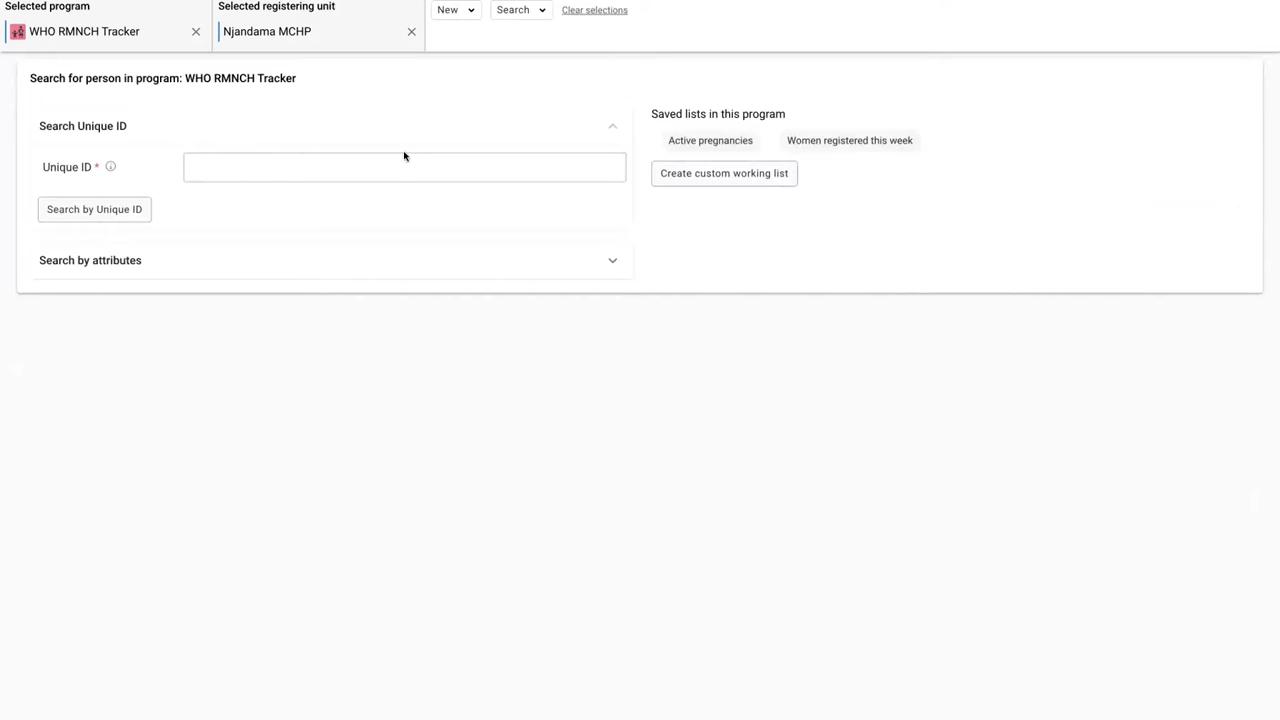 Selected program
WHO RMNCH Tracker
Selected registering unit
Njandama MCHP
New
Search
Clear selections
Search for person in program: WHO RMNCH Tracker
Search Unique ID
Unique ID *
Search by Unique ID
Search by attributes
Saved lists in this program
Active pregnancies
Women registered this week
Create custom working list